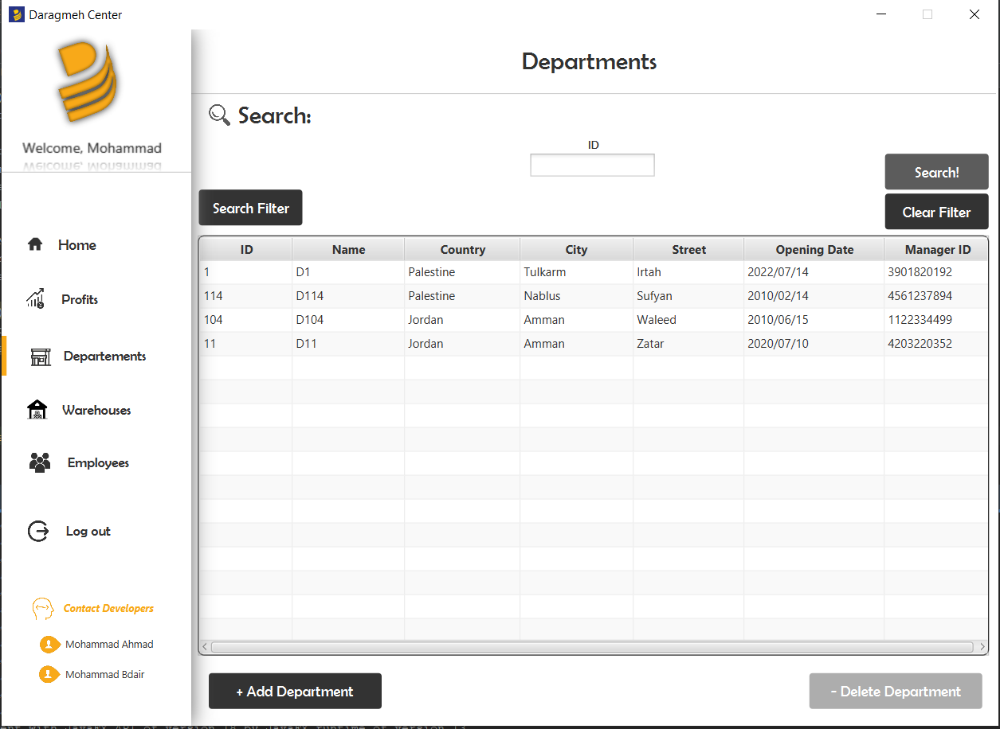 Daragmeh Center
Welcome, Mohammad
Home
Profits
Departements
Warehouses
Employees
Log out
Contact Developers
Mohammad Ahmad
Mohammad Bdair
Departments
Search:
ID
Search!
Search Filter
Clear Filter
ID Name Country City Street Opening Date Manager ID
1 D1 Palestine Tulkarm Irtah 2022/07/14 3901820192
114 D114 Palestine Nablus Sufyan 2010/02/14 4561237894
104 D104 Jordan Amman Waleed 2010/06/15 1122334499
11 D11 Jordan Amman Zatar 2020/07/10 4203220352
+ Add Department
- Delete Department